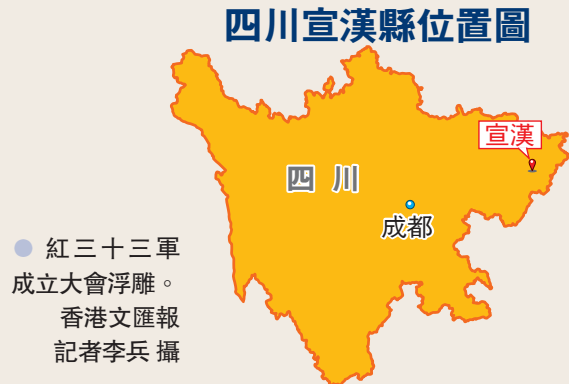 四川宣漢縣位置圖
宣漢
四川
成都
● 紅三十三軍
成立大會浮雕。
香港文匯報
記者李兵 攝